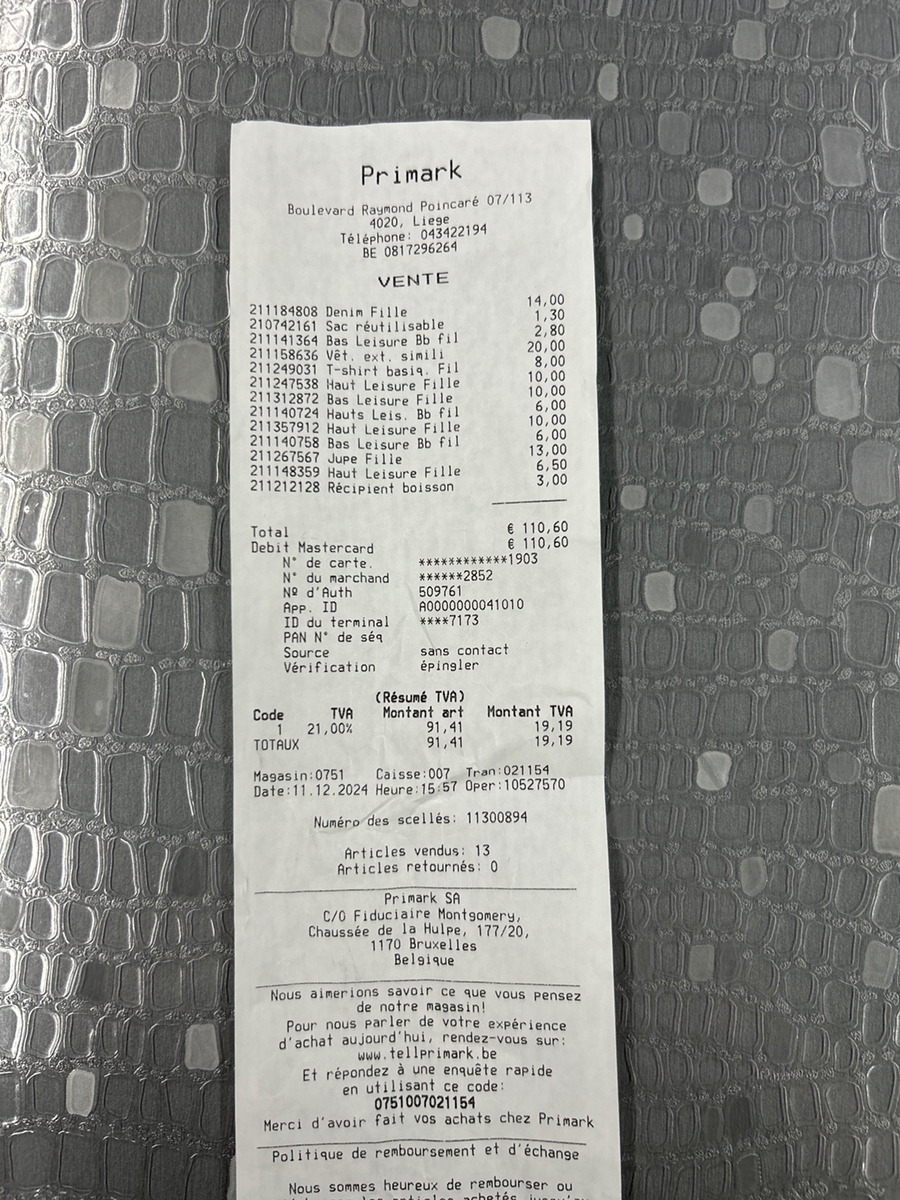 Primark
Boulevard Raymond Poincaré 07/113
4020, Liege
Téléphone: 043422194
BE 0817296264
VENTE
211184808 Denim Fille 14,00
210742161 Sac réutilisable 1,30
211141364 Bas Leisure Bb fil 2,80
211158636 Vêt. ext. simili 20,00
211249031 T-shirt basiq. Fil 8,00
211247538 Haut Leisure Fille 10,00
211312872 Bas Leisure Fille 10,00
211140724 Hauts Leis. Bb fil 6,00
211357912 Haut Leisure Fille 10,00
211140758 Bas Leisure Bb fil 6,00
211267567 Jupe Fille 13,00
211148359 Haut Leisure Fille 6,50
211212128 Récipient boisson 3,00
Total € 110,60
Debit Mastercard € 110,60
N° de carte. ************1903
N° du marchand ******2852
Nº d'Auth 509761
App. ID A0000000041010
ID du terminal ****7173
PAN N° de séq
Source sans contact
Vérification épingler
(Résumé TVA)
Code TVA Montant art Montant TVA
1 21,00% 91,41 19,19
TOTAUX 91,41 19,19
Magasin:0751 Caisse:007 Tran:021154
Date:11.12.2024 Heure:15:57 Oper:10527570
Numéro des scellés: 11300894
Articles vendus: 13
Articles retournés: 0
Primark SA
C/O Fiduciaire Montgomery,
Chaussée de la Hulpe, 177/20,
1170 Bruxelles
Belgique
Nous aimerions savoir ce que vous pensez
de notre magasin!
Pour nous parler de votre expérience
d'achat aujourd'hui, rendez-vous sur:
www.tellprimark.be
Et répondez à une enquête rapide
en utilisant ce code:
0751007021154
Merci d'avoir fait vos achats chez Primark
Politique de remboursement et d'échange
Nous sommes heureux de rembourser ou